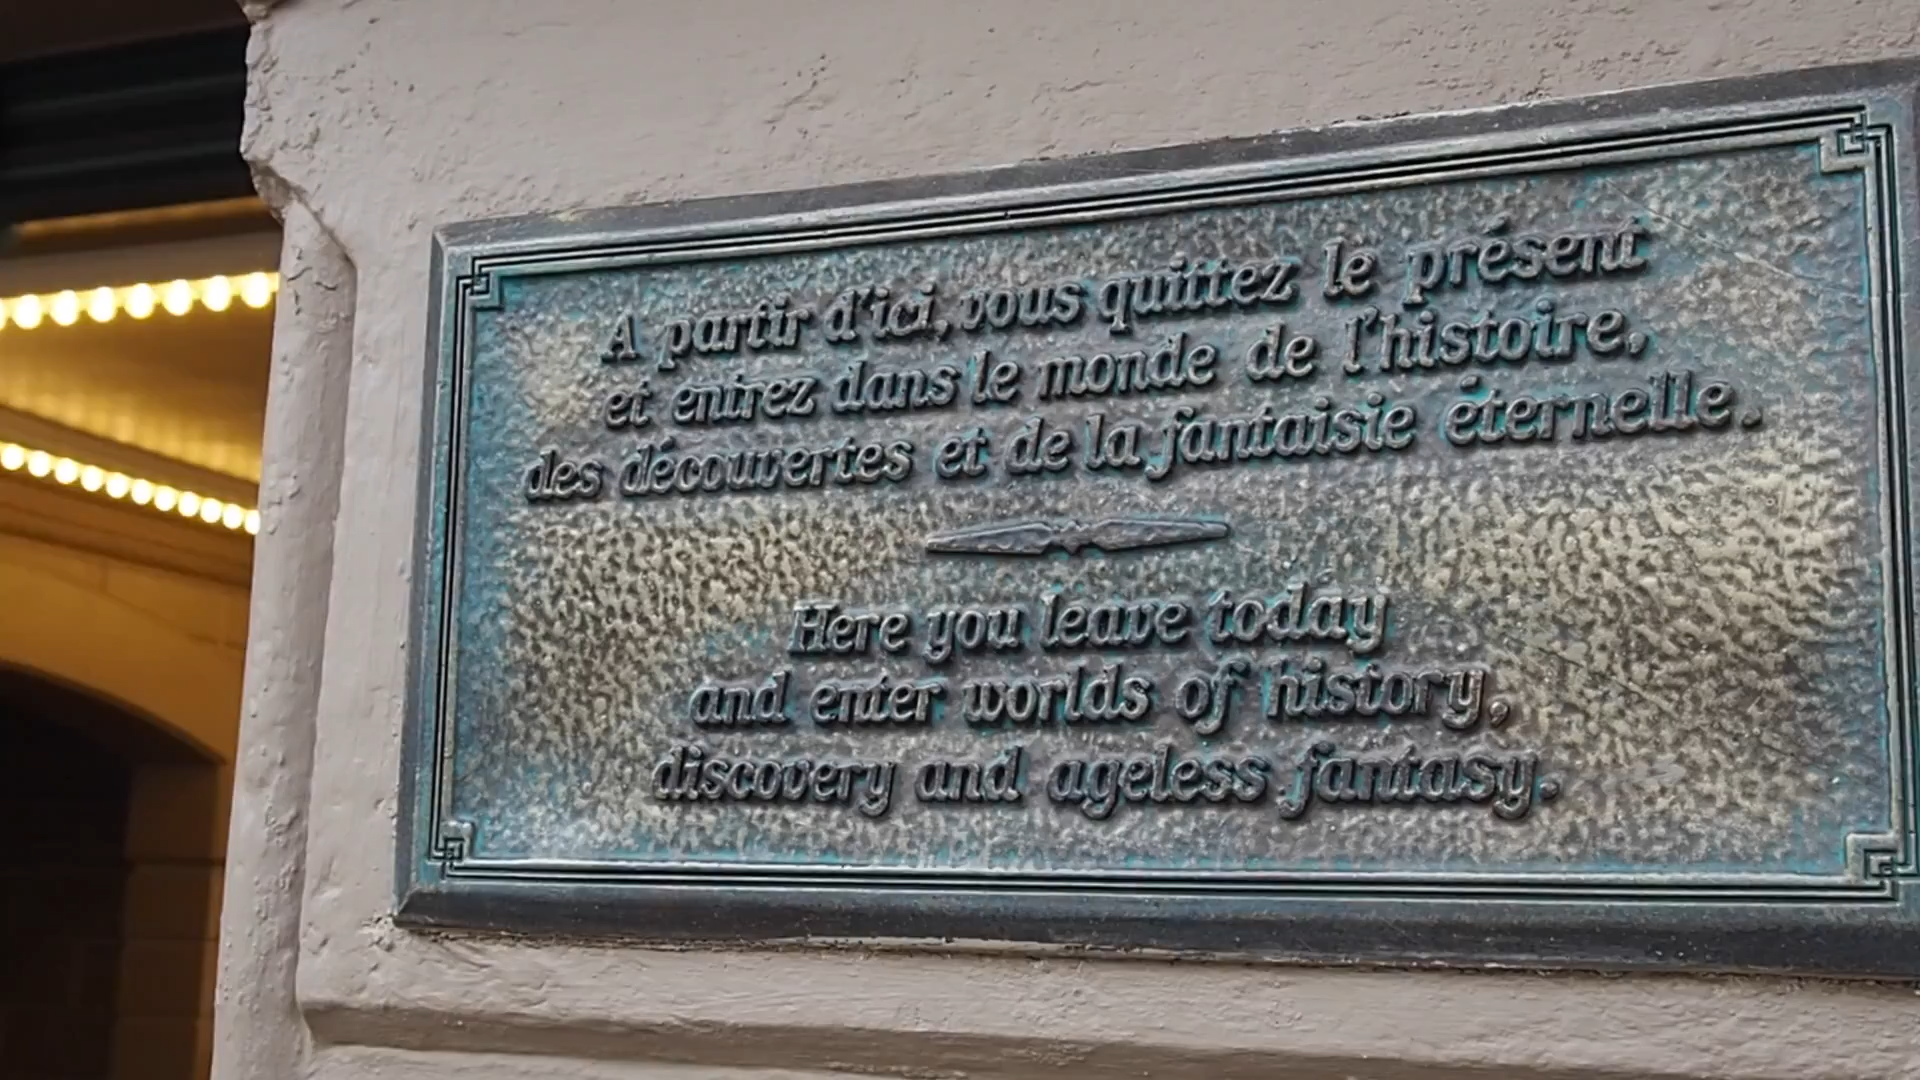 A partir d'ici, vous quittez le présent
et entrez dans le monde de l'histoire,
des découvertes et de la fantaisie éternelle.
Here you leave today
and enter worlds of history,
discovery and ageless fantasy.